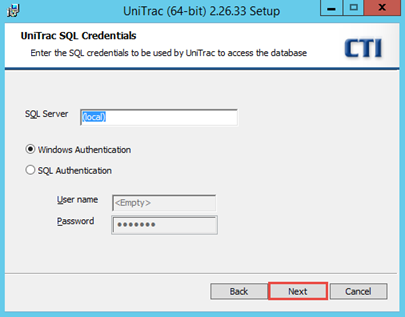 UniTrac (64-bit) 2.26.33 Setup
UniTrac SQL Credentials
Enter the SQL credentials to be used by UniTrac to access the database
CTI
SQL Server
(local)
Windows Authentication
SQL Authentication
User name
<Empty>
Password
•••••••
Back
Next
Cancel